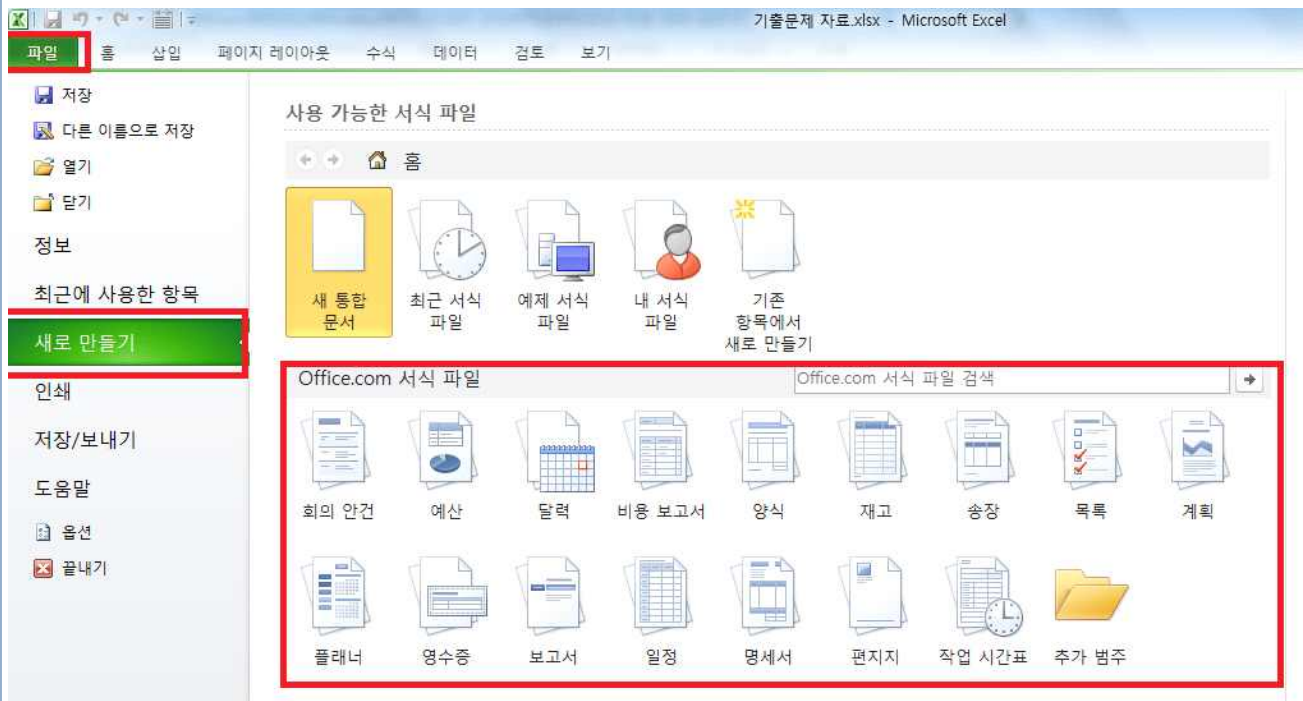 기출문제 자료.xlsx - Microsoft Excel
파일 홈 삽입 페이지 레이아웃 수식 데이터 검토 보기
저장
다른 이름으로 저장
열기
닫기
정보
최근에 사용한 항목
새로 만들기
인쇄
저장/보내기
도움말
옵션
끝내기
사용 가능한 서식 파일
홈
새 통합
문서
최근 서식
파일
예제 서식
파일
내 서식
파일
기존
항목에서
새로 만들기
Office.com 서식 파일
Office.com 서식 파일 검색
회의 안건 예산 달력 비용 보고서 양식 재고 송장 목록 계획
플래너 영수증 보고서 일정 명세서 편지지 작업 시간표 추가 범주